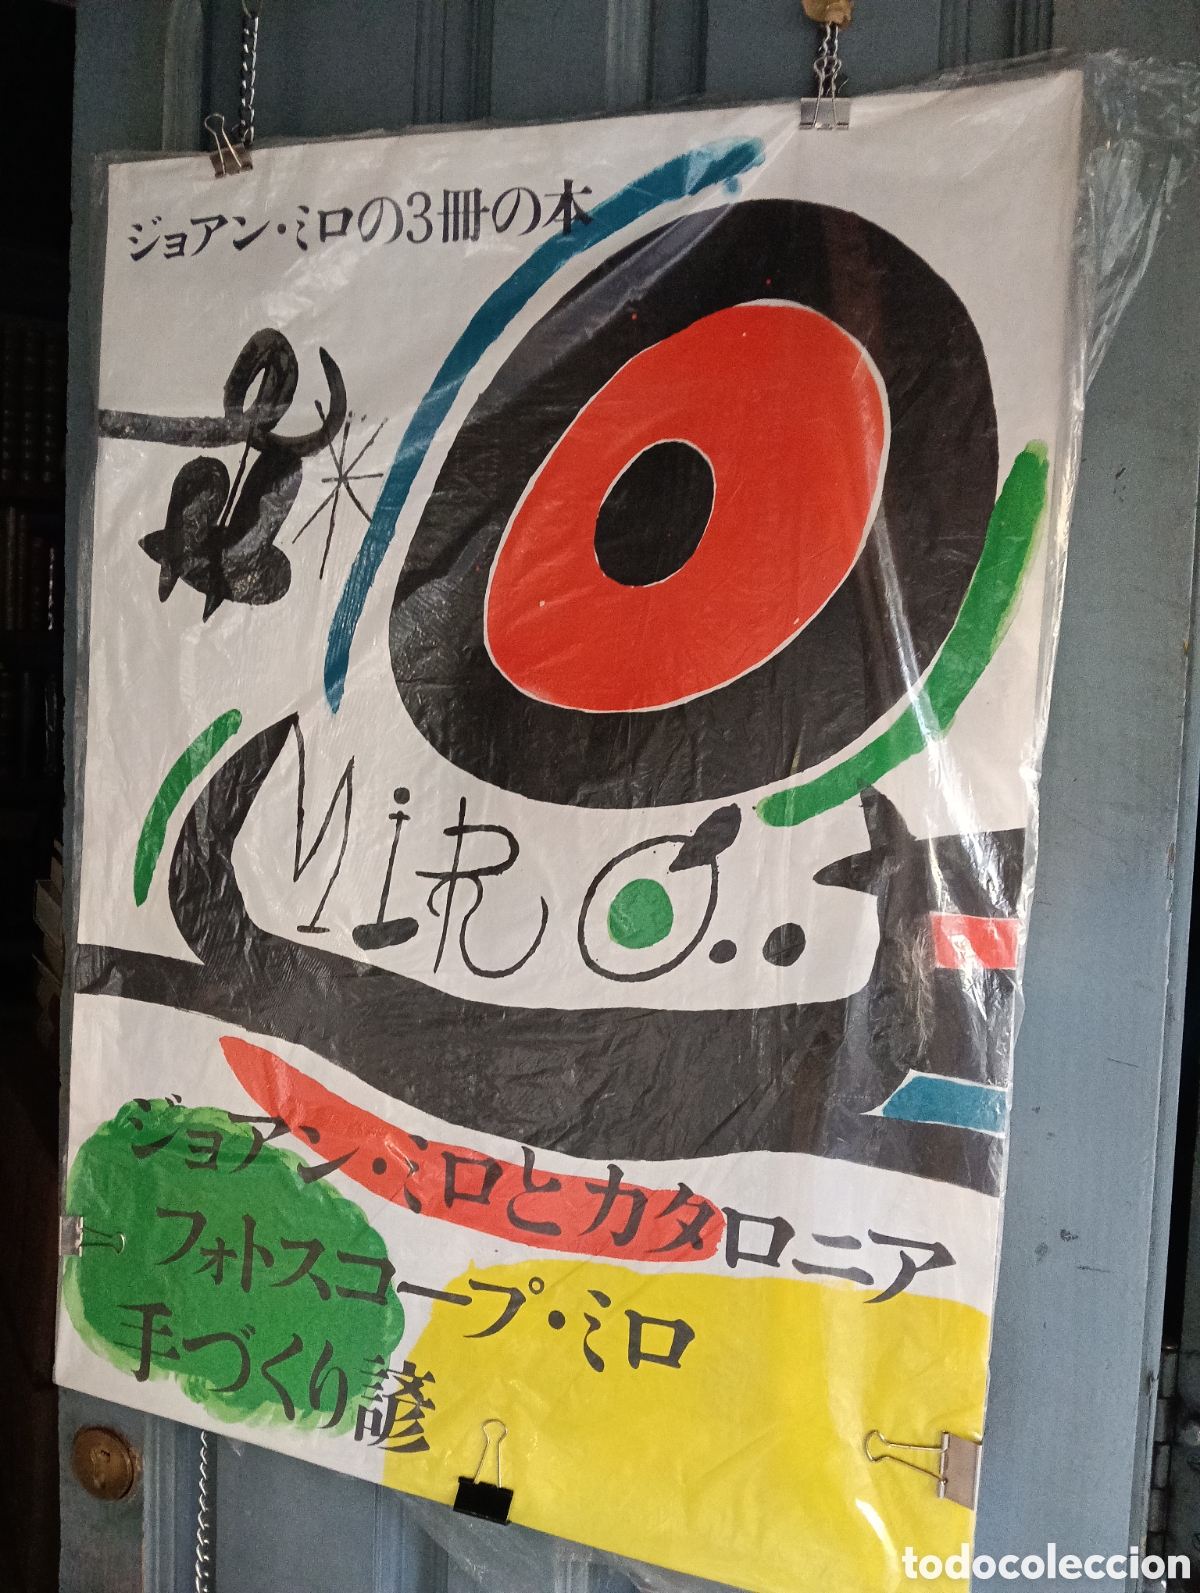 ジョアン・ミロの3冊の本
MiRÓ..
ジョアン・ミロとカタロニア
フォトスコープ・ミロ
手づくり諺
todocoleccion